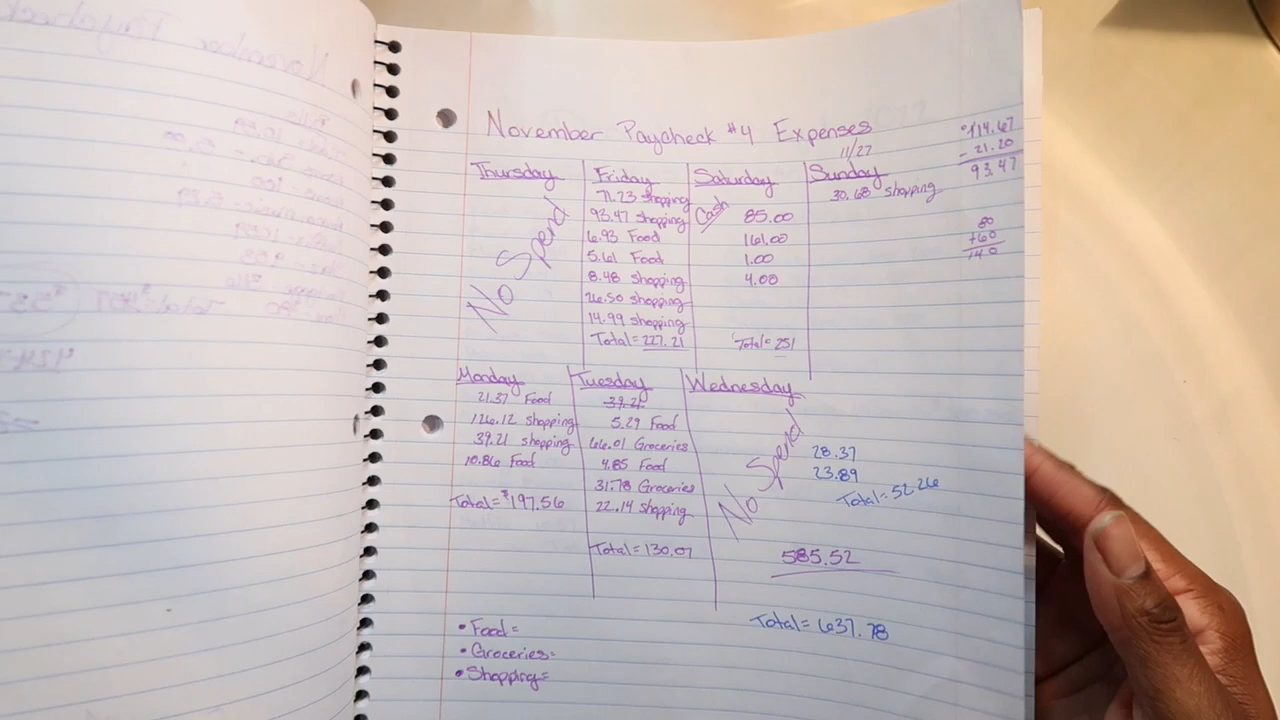 November Paycheck #4 Expenses
11/27
114.67
- 21.20
93.47
80
+60
140
Thursday
No Spend
Friday
71.23 shopping
93.47 shopping
6.93 Food
5.61 Food
8.48 shopping
26.50 shopping
14.99 shopping
Total = 227.21
Saturday
Cash 85.00
161.00
1.00
4.00
Total = 251
Sunday
30.68 shopping
Monday
21.37 Food
126.12 shopping
39.21 shopping
10.86 Food
Total = $197.56
Tuesday
39.21
5.29 Food
66.01 Groceries
4.85 Food
31.78 Groceries
22.14 shopping
Total = 130.07
Wednesday
No Spend
28.37
23.89
Total = 52.26
585.52
Total = 637.78
• Food =
• Groceries=
• Shopping=